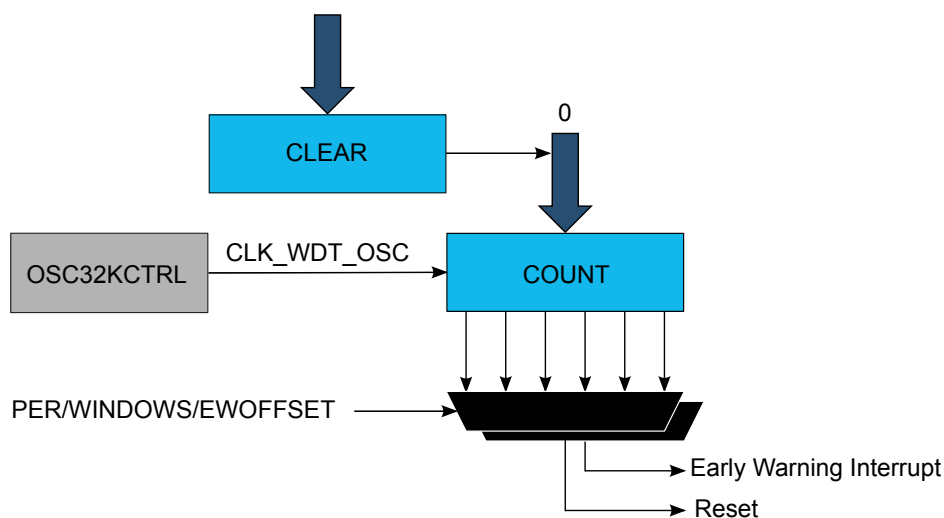 0
CLEAR
CLK_WDT_OSC
OSC32KCTRL
COUNT
PER/WINDOWS/EWOFFSET
Early Warning Interrupt
Reset